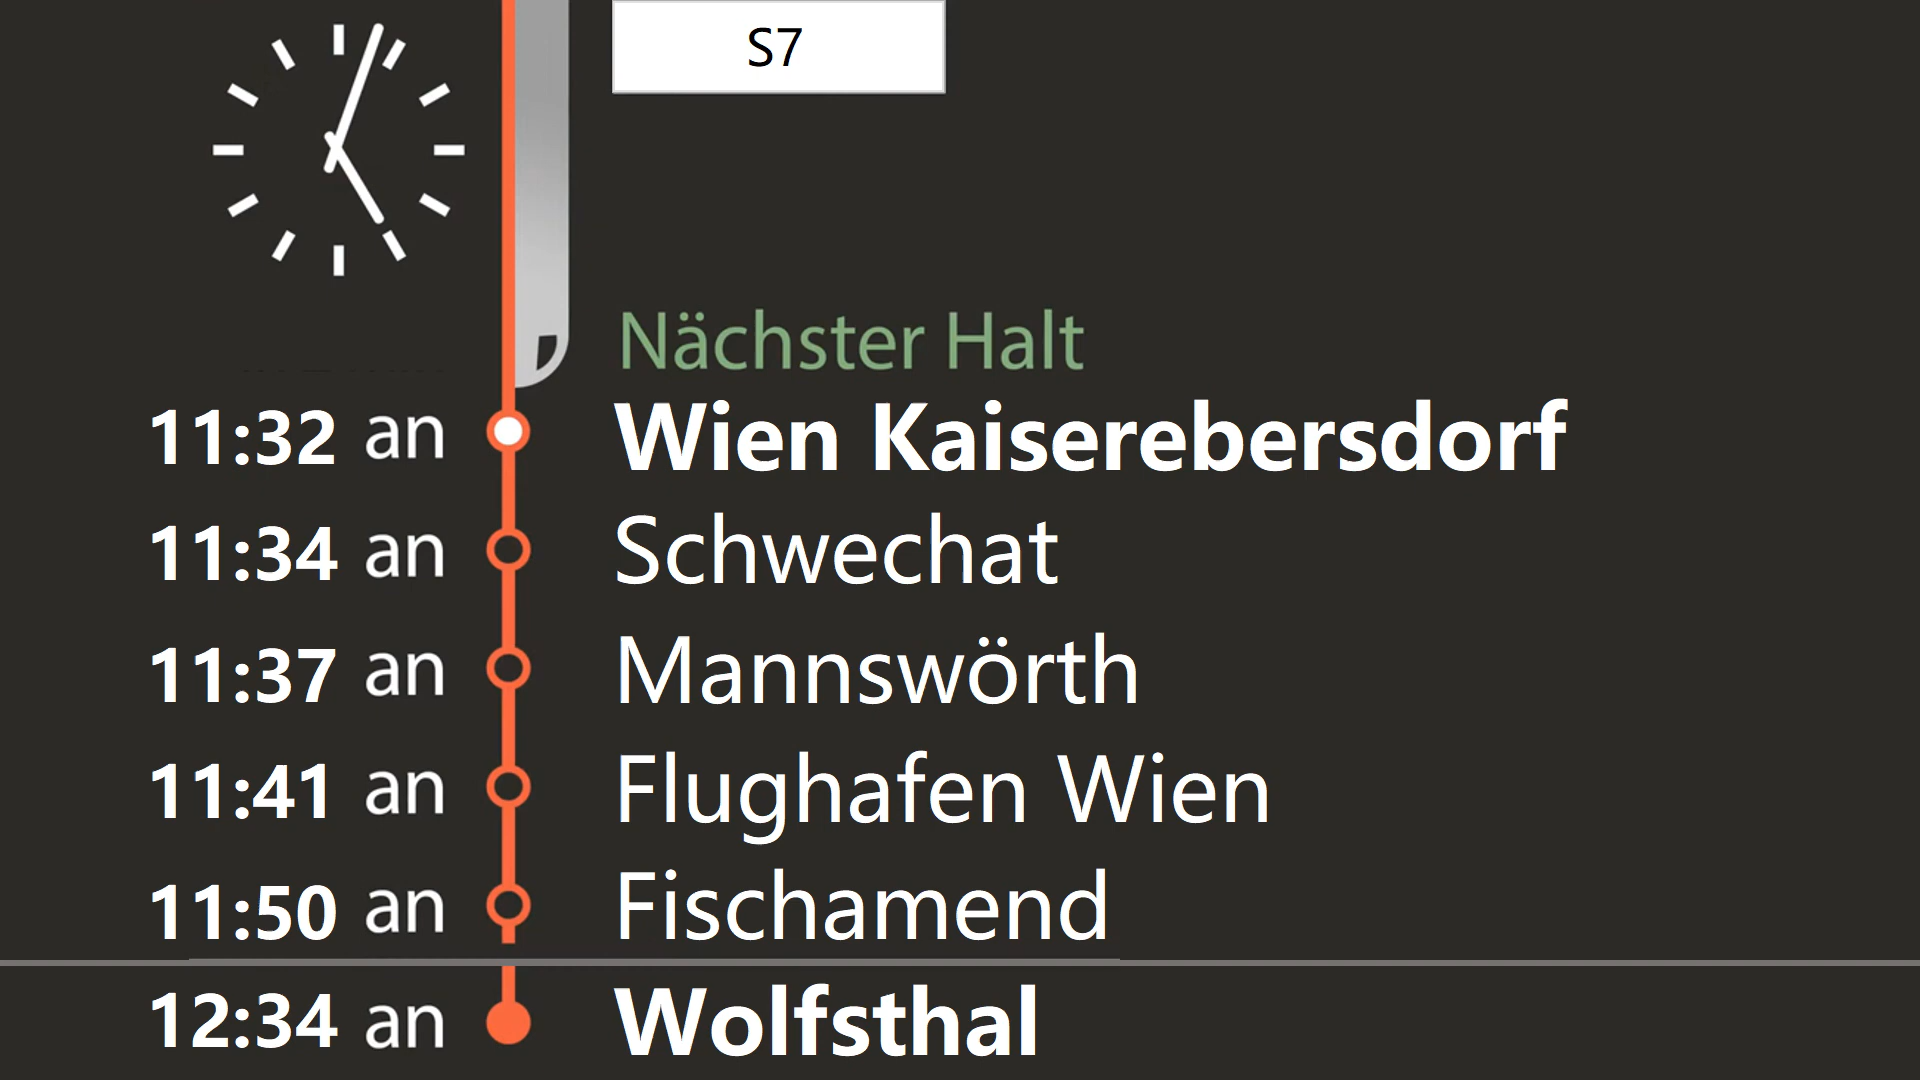 S7
Nächster Halt
11:32 an Wien Kaiserebersdorf
11:34 an Schwechat
11:37 an Mannswörth
11:41 an Flughafen Wien
11:50 an Fischamend
12:34 an Wolfsthal